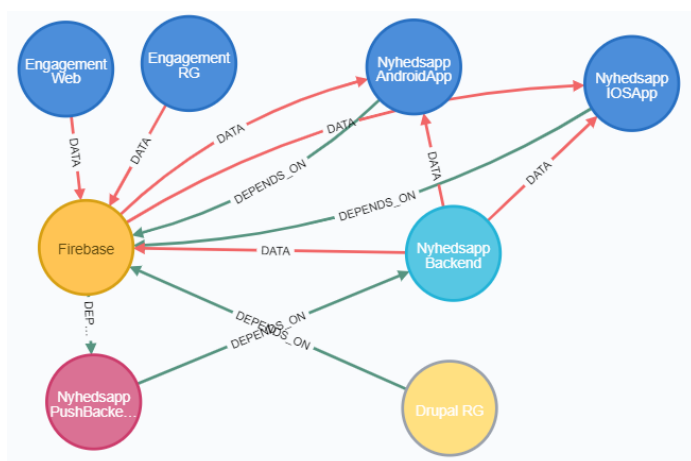 Engagement
Web
Engagement
RG
Nyhedsapp
AndroidApp
Nyhedsapp
IOSApp
DATA
DATA
DATA
DATA
DEPENDS_ON
DATA
DATA
DEPENDS_ON
Firebase
DATA
Nyhedsapp
Backend
DEP...
DEPENDS_ON
DEPENDS_ON
Nyhedsapp
PushBacke...
Drupal RG